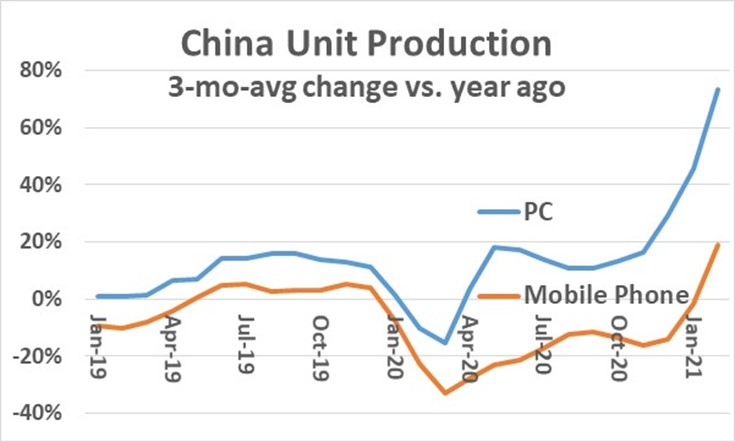 China Unit Production
3-mo-avg change vs. year ago
80%
60%
40%
20%
0%
-20%
-40%
PC
Mobile Phone
Jan-19
Apr-19
Jul-19
Oct-19
Jan-20
Apr-20
Jul-20
Oct-20
Jan-21